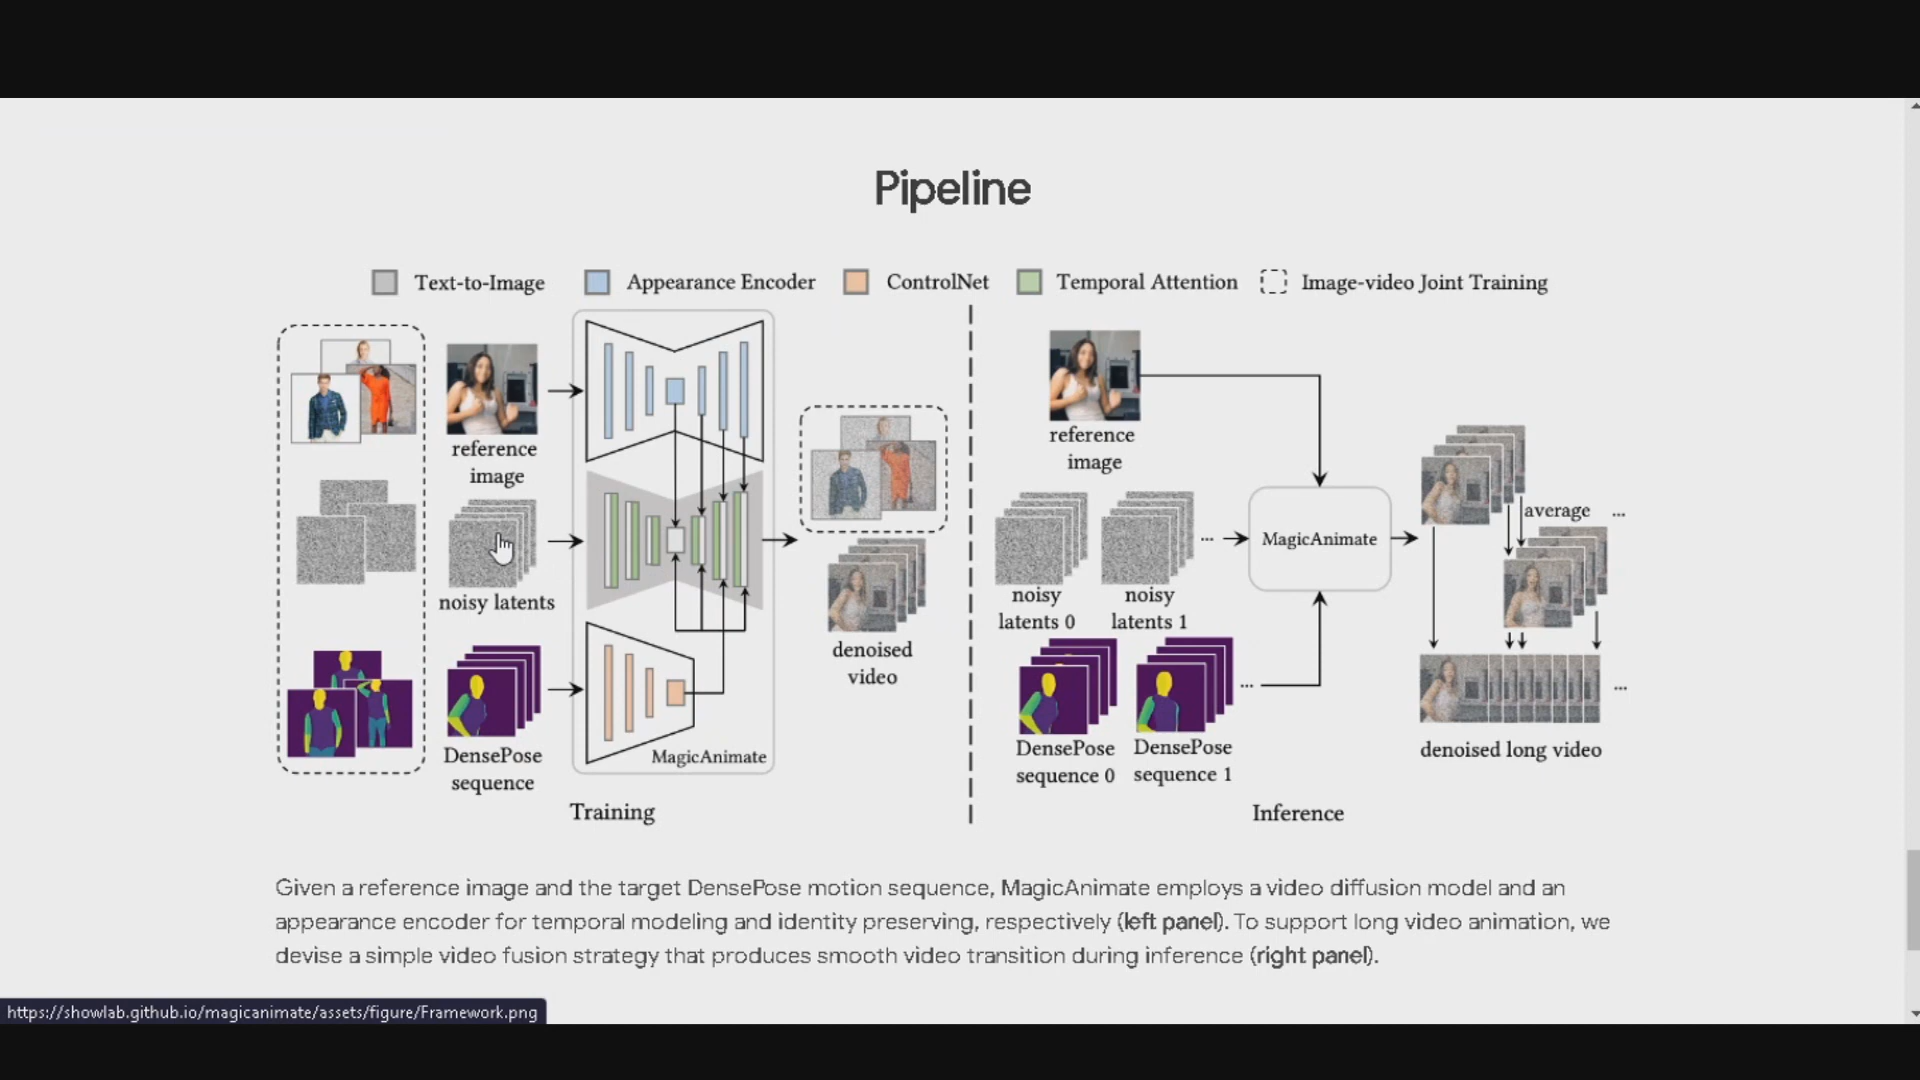 Pipeline
Text-to-Image
Appearance Encoder
ControlNet
Temporal Attention
Image-video Joint Training
reference
image
noisy latents
DensePose
sequence
MagicAnimate
denoised
video
Training
reference
image
noisy
latents 0
noisy
latents 1
...
DensePose
sequence 0
DensePose
sequence 1
...
MagicAnimate
average
...
...
denoised long video
Inference
Given a reference image and the target DensePose motion sequence, MagicAnimate employs a video diffusion model and an
appearance encoder for temporal modeling and identity preserving, respectively (left panel). To support long video animation, we
devise a simple video fusion strategy that produces smooth video transition during inference (right panel).
https://showlab.github.io/magicanimate/assets/figure/Framework.png